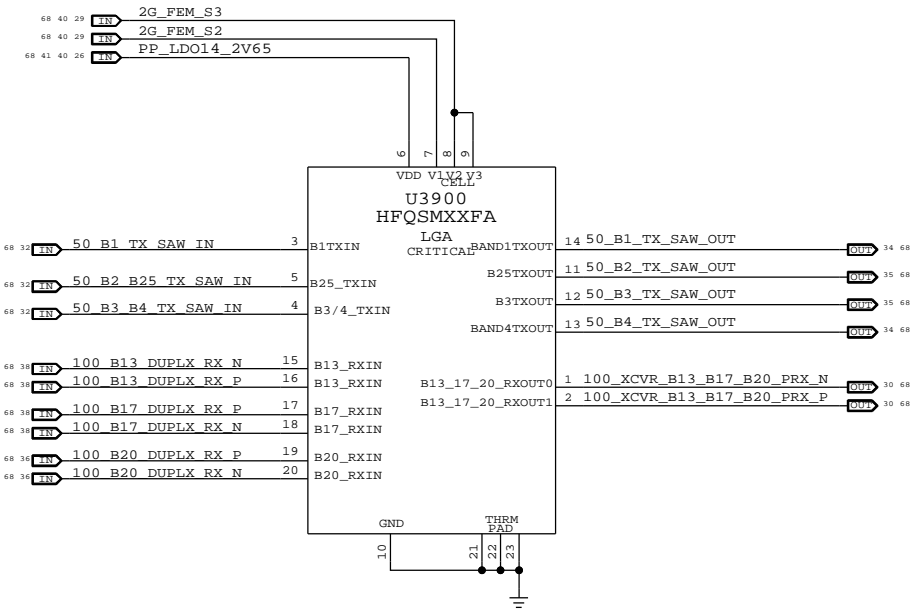 68 40 29 IN 2G_FEM_S3
68 40 29 IN 2G_FEM_S2
68 41 40 26 IN PP_LDO14_2V65
6 7 8 9
VDD V1 V2 V3
CELL
U3900
HFQSMXXFA
LGA
CRITICAL
68 32 IN 50_B1_TX_SAW_IN 3 B1TXIN
68 32 IN 50_B2_B25_TX_SAW_IN 5 B25_TXIN
68 32 IN 50_B3_B4_TX_SAW_IN 4 B3/4_TXIN
68 38 IN 100_B13_DUPLX_RX_N 15 B13_RXIN
68 38 IN 100_B13_DUPLX_RX_P 16 B13_RXIN
68 38 IN 100_B17_DUPLX_RX_P 17 B17_RXIN
68 38 IN 100_B17_DUPLX_RX_N 18 B17_RXIN
68 36 IN 100_B20_DUPLX_RX_P 19 B20_RXIN
68 36 IN 100_B20_DUPLX_RX_N 20 B20_RXIN
BAND1TXOUT 14 50_B1_TX_SAW_OUT OUT 34 68
B25TXOUT 11 50_B2_TX_SAW_OUT OUT 35 68
B3TXOUT 12 50_B3_TX_SAW_OUT OUT 35 68
BAND4TXOUT 13 50_B4_TX_SAW_OUT OUT 34 68
B13_17_20_RXOUT0 1 100_XCVR_B13_B17_B20_PRX_N OUT 30 68
B13_17_20_RXOUT1 2 100_XCVR_B13_B17_B20_PRX_P OUT 30 68
GND
THRM
PAD
10 21 22 23